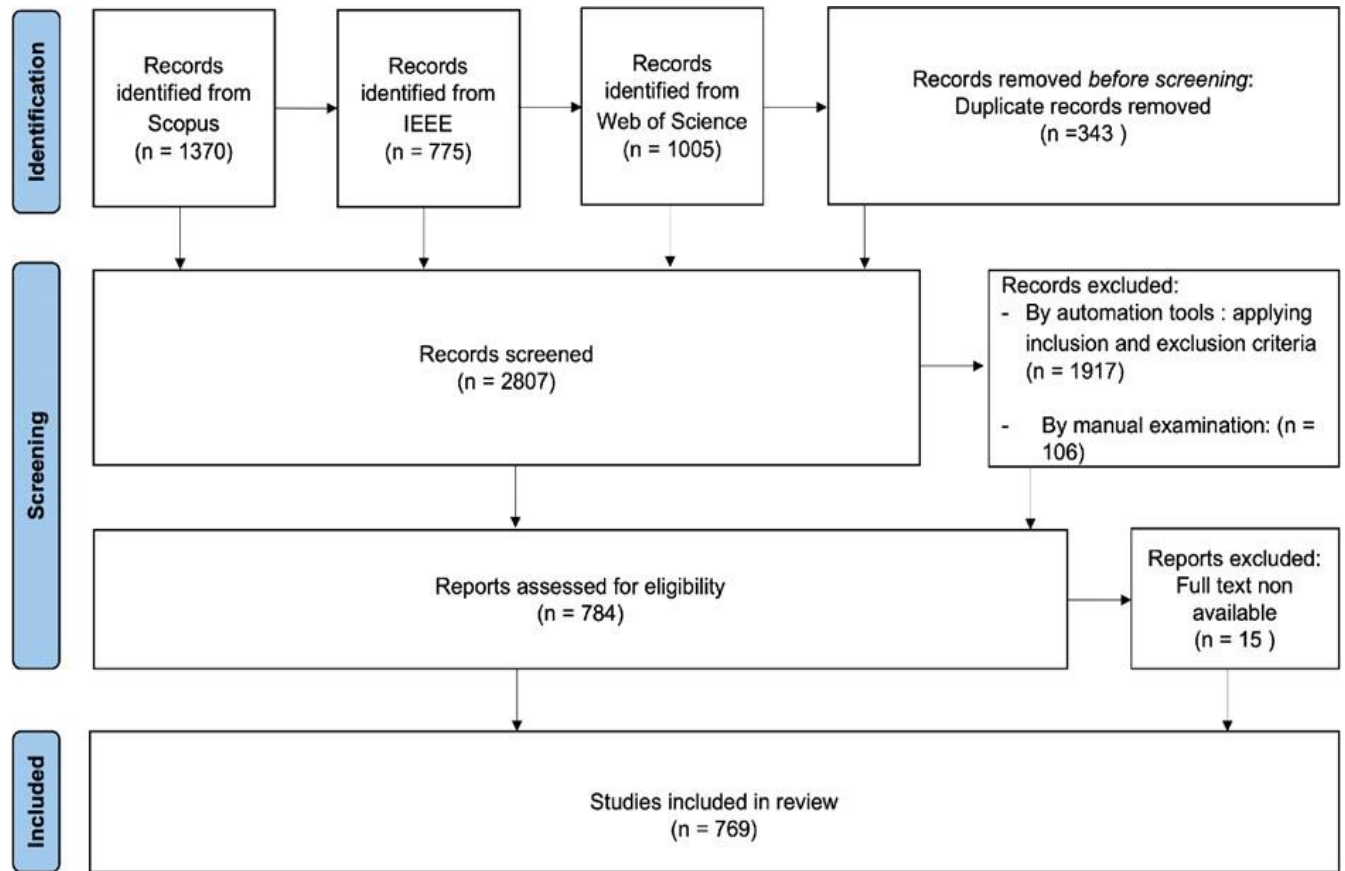 Identification
Records
identified from
Scopus
(n = 1370)
Records
identified from
IEEE
(n = 775)
Records
identified from
Web of Science
(n = 1005)
Records removed before screening:
Duplicate records removed
(n =343 )
Screening
Records screened
(n = 2807)
Records excluded:
- By automation tools : applying
inclusion and exclusion criteria
(n = 1917)
- By manual examination: (n =
106)
Reports assessed for eligibility
(n = 784)
Reports excluded:
Full text non
available
(n = 15 )
Included
Studies included in review
(n = 769)